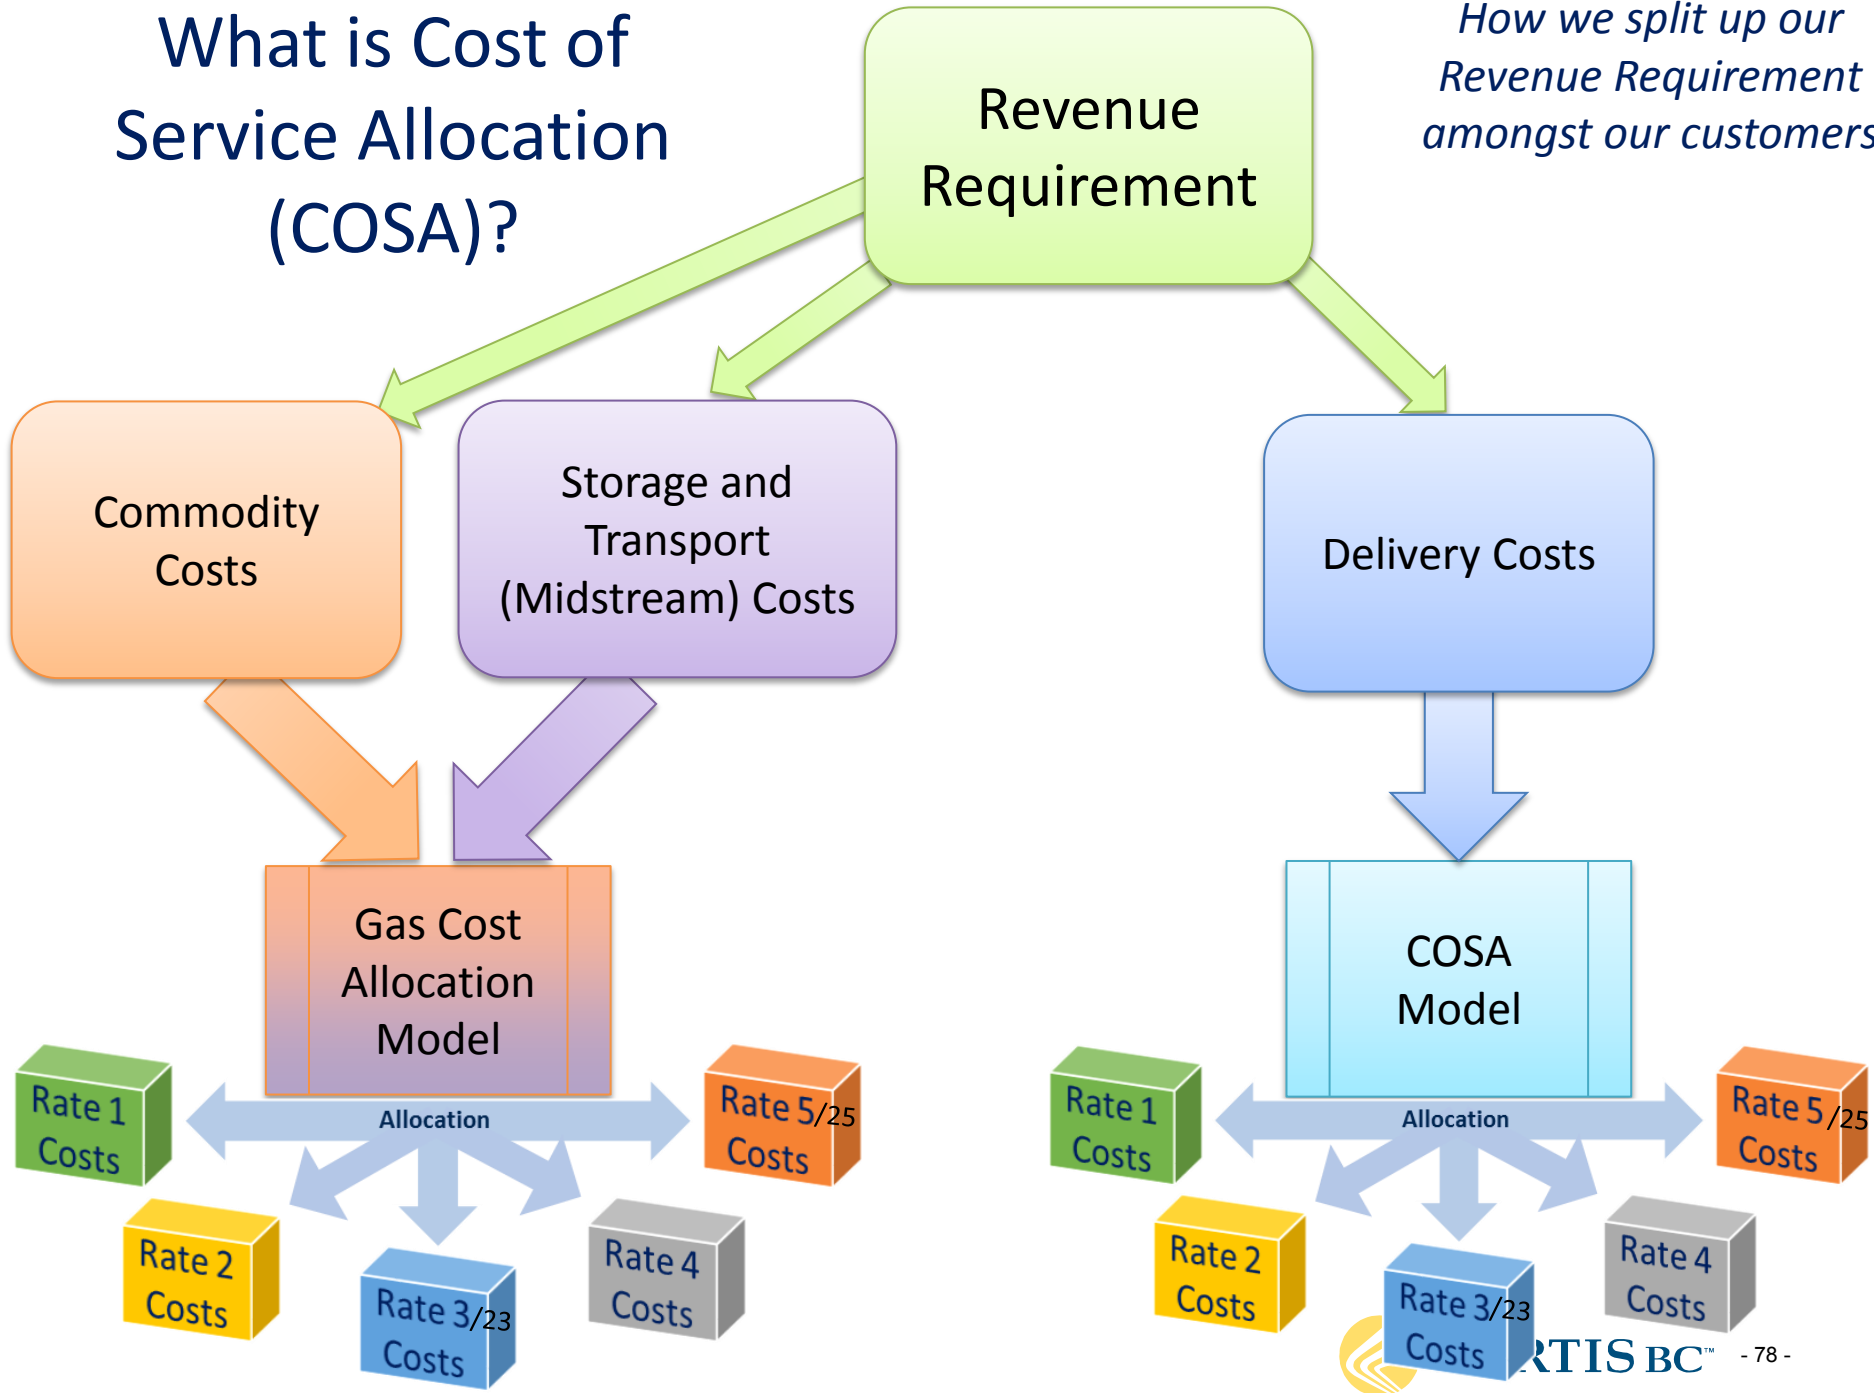 What is Cost of
Service Allocation
(COSA)?
How we split up our
Revenue Requirement
amongst our customers
Revenue
Requirement
Commodity
Costs
Storage and
Transport
(Midstream) Costs
Delivery Costs
Gas Cost
Allocation
Model
Allocation
Rate 1
Costs
Rate 2
Costs
Rate 3/23
Costs
Rate 4
Costs
Rate 5/25
Costs
COSA
Model
Allocation
Rate 1
Costs
Rate 2
Costs
Rate 3/23
Costs
Rate 4
Costs
Rate 5/25
Costs
RTIS BC™
- 78 -